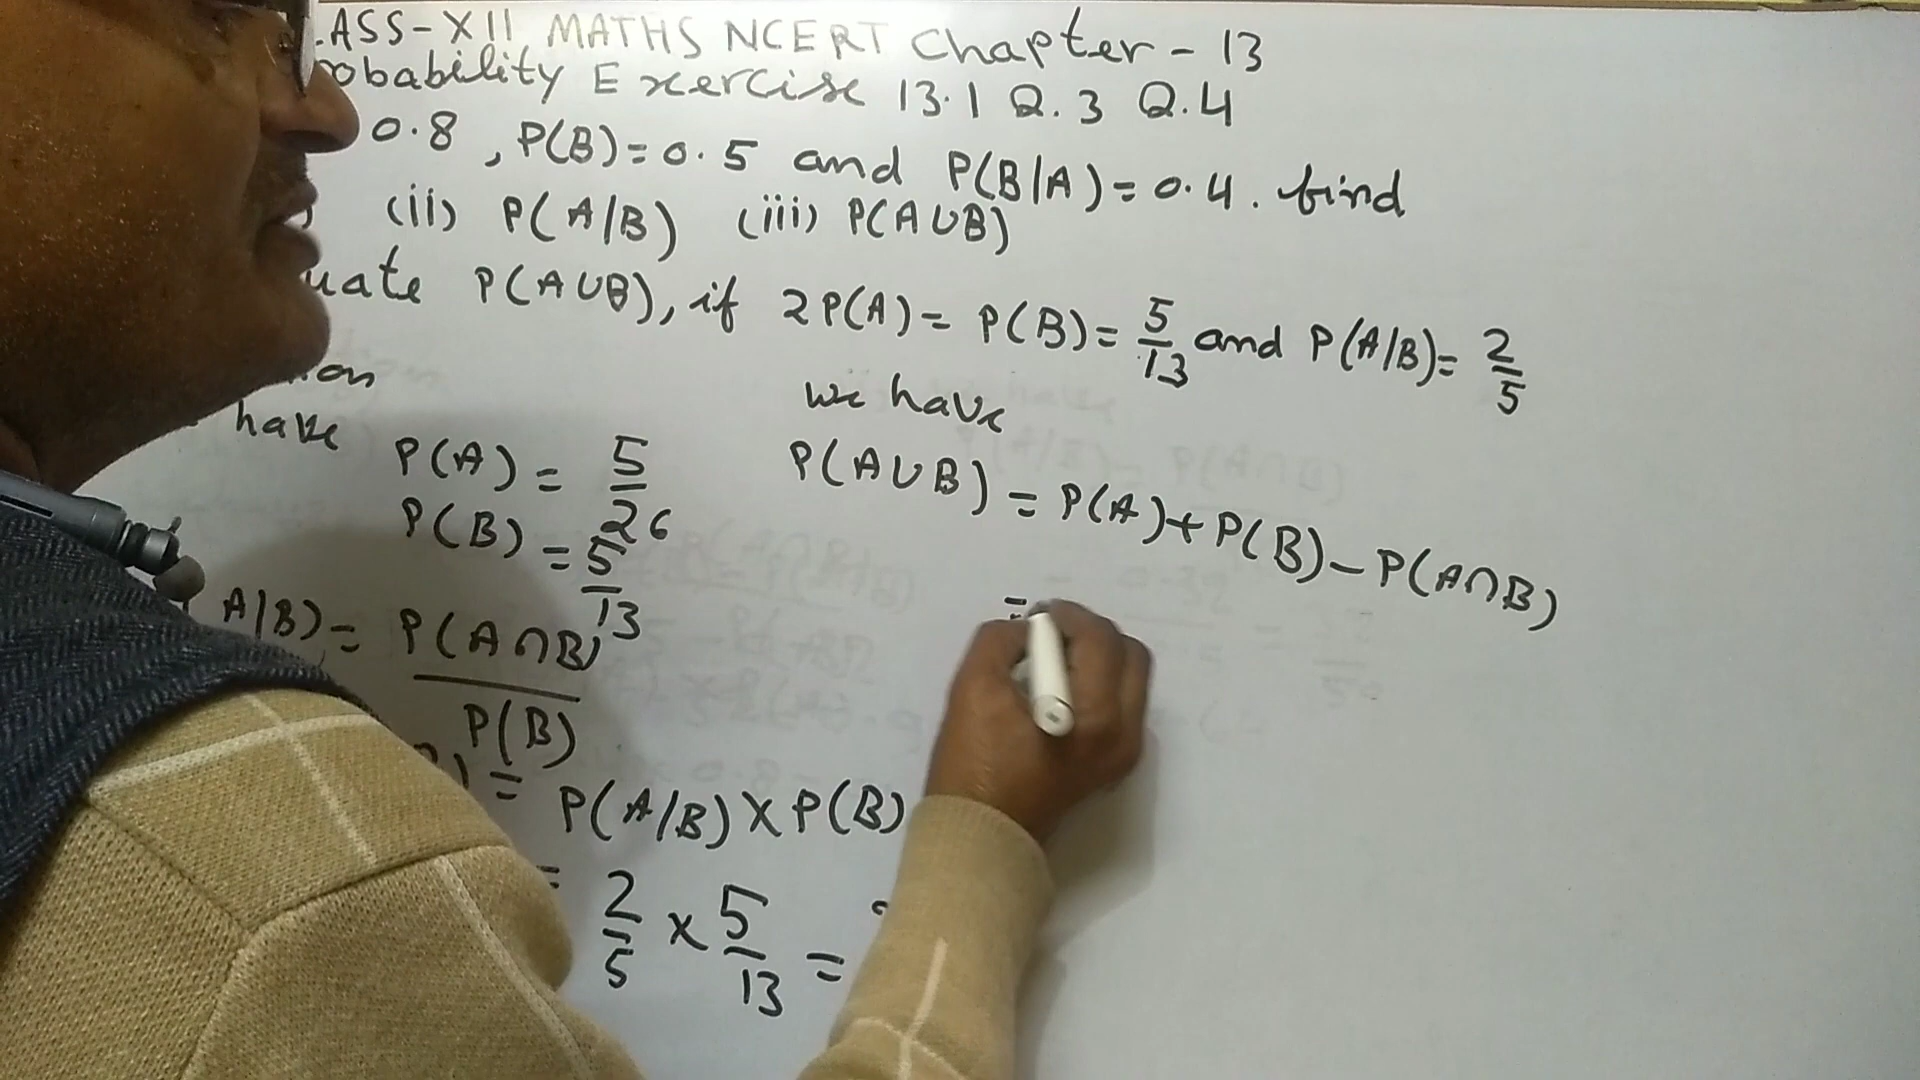 LASS-XII MATHS NCERT Chapter - 13
obability Exercise 13.1 Q.3 Q.4
0.8, P(B)=0.5 and P(B|A)=0.4. find
(ii) P(A/B) (iii) P(A∪B)
uate P(A∪B), if 2P(A)= P(B)= 5/13 and P(A/B)= 2/5
on
have P(A) = 5/26
P(B) = 5/13
A/B)= P(A∩B)/P(B)
)= P(A/B)×P(B)
= 2/5 × 5/13 =
we have
P(A∪B) = P(A)+P(B)-P(A∩B)
=